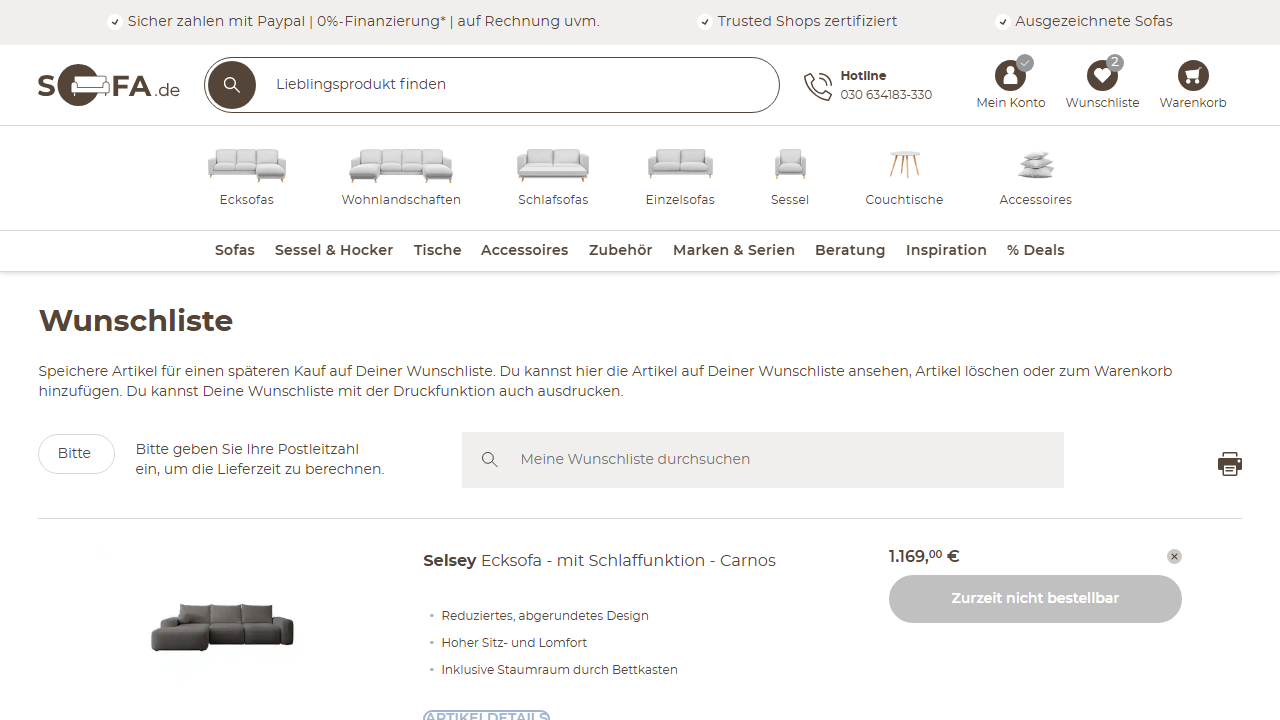 Sicher zahlen mit Paypal | 0%-Finanzierung* | auf Rechnung uvm.
Trusted Shops zertifiziert
Ausgezeichnete Sofas
SOFA.de
Lieblingsprodukt finden
Hotline
030 634183-330
Mein Konto
2
Wunschliste
Warenkorb
Ecksofas
Wohnlandschaften
Schlafsofas
Einzelsofas
Sessel
Couchtische
Accessoires
Sofas
Sessel & Hocker
Tische
Accessoires
Zubehör
Marken & Serien
Beratung
Inspiration
% Deals
Wunschliste
Speichere Artikel für einen späteren Kauf auf Deiner Wunschliste. Du kannst hier die Artikel auf Deiner Wunschliste ansehen, Artikel löschen oder zum Warenkorb
hinzufügen. Du kannst Deine Wunschliste mit der Druckfunktion auch ausdrucken.
Bitte
Bitte geben Sie Ihre Postleitzahl
ein, um die Lieferzeit zu berechnen.
Meine Wunschliste durchsuchen
Selsey Ecksofa - mit Schlaffunktion - Carnos
1.169,00 €
Zurzeit nicht bestellbar
• Reduziertes, abgerundetes Design
• Hoher Sitz- und Lomfort
• Inklusive Stauraum durch Bettkasten
ARTIKELDETAILS